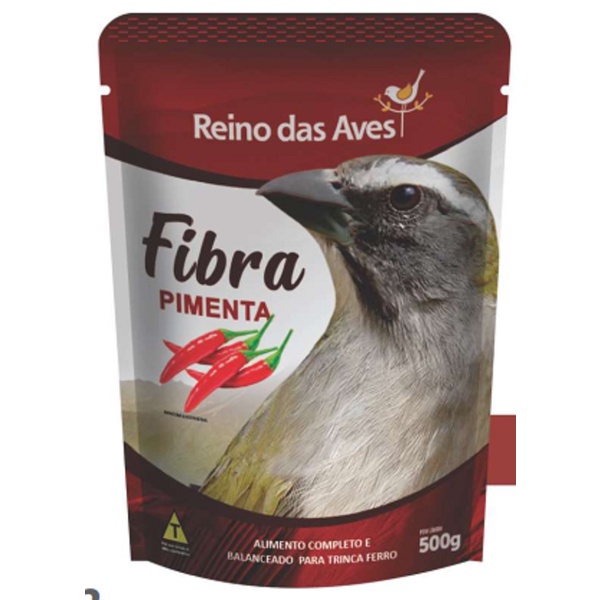 Reino das Aves
Fibra
PIMENTA
T
ALIMENTO COMPLETO E
BALANCEADO PARA TRINCA FERRO
500g